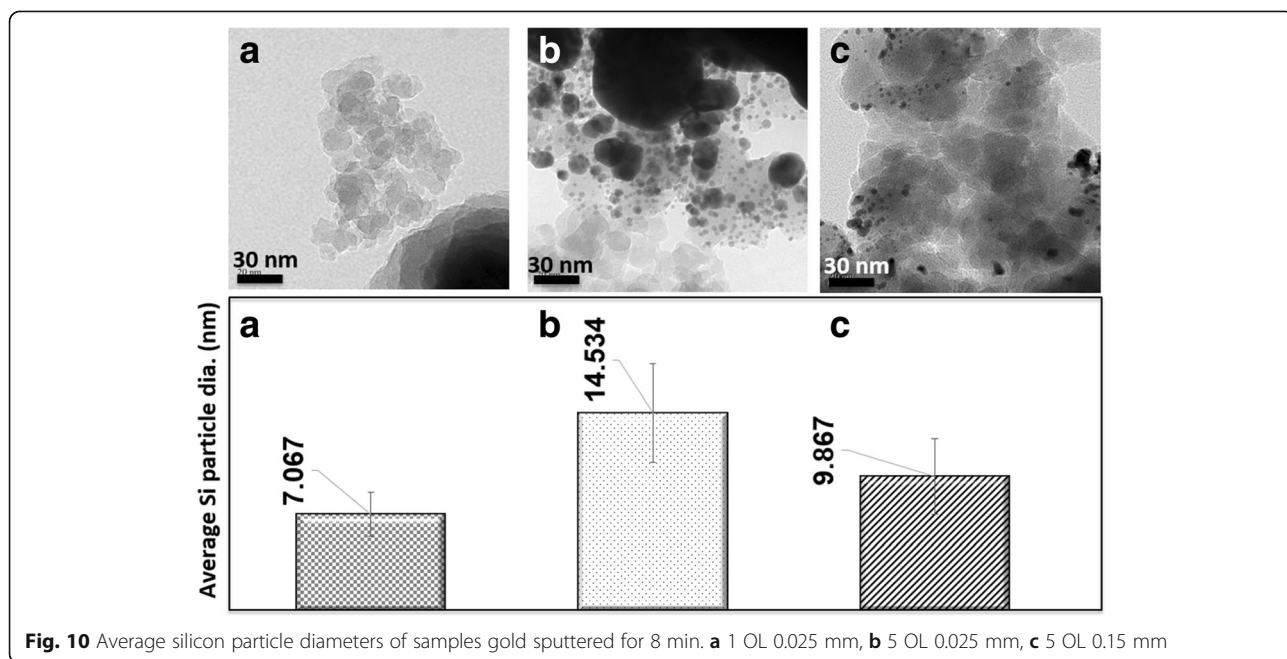 a
b
c
30 nm
20 nm
30 nm
30 nm
Average Si particle dia. (nm)
a
b
c
7.067
14.534
9.867
Fig. 10 Average silicon particle diameters of samples gold sputtered for 8 min. a 1 OL 0.025 mm, b 5 OL 0.025 mm, c 5 OL 0.15 mm